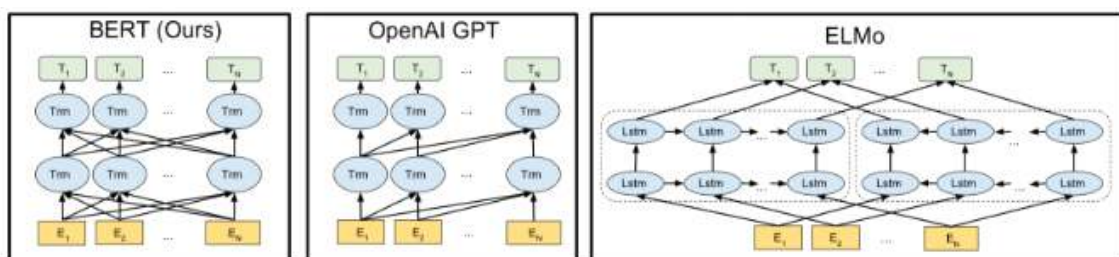 BERT (Ours)
T1 T2 ... TN
Trm Trm ... Trm
Trm Trm ... Trm
E1 E2 ... EN
OpenAI GPT
T1 T2 ... TN
Trm Trm ... Trm
Trm Trm ... Trm
E1 E2 ... EN
ELMo
T1 T2 ... TN
Lstm Lstm ... Lstm Lstm Lstm ... Lstm
Lstm Lstm ... Lstm Lstm Lstm ... Lstm
E1 E2 ... EN